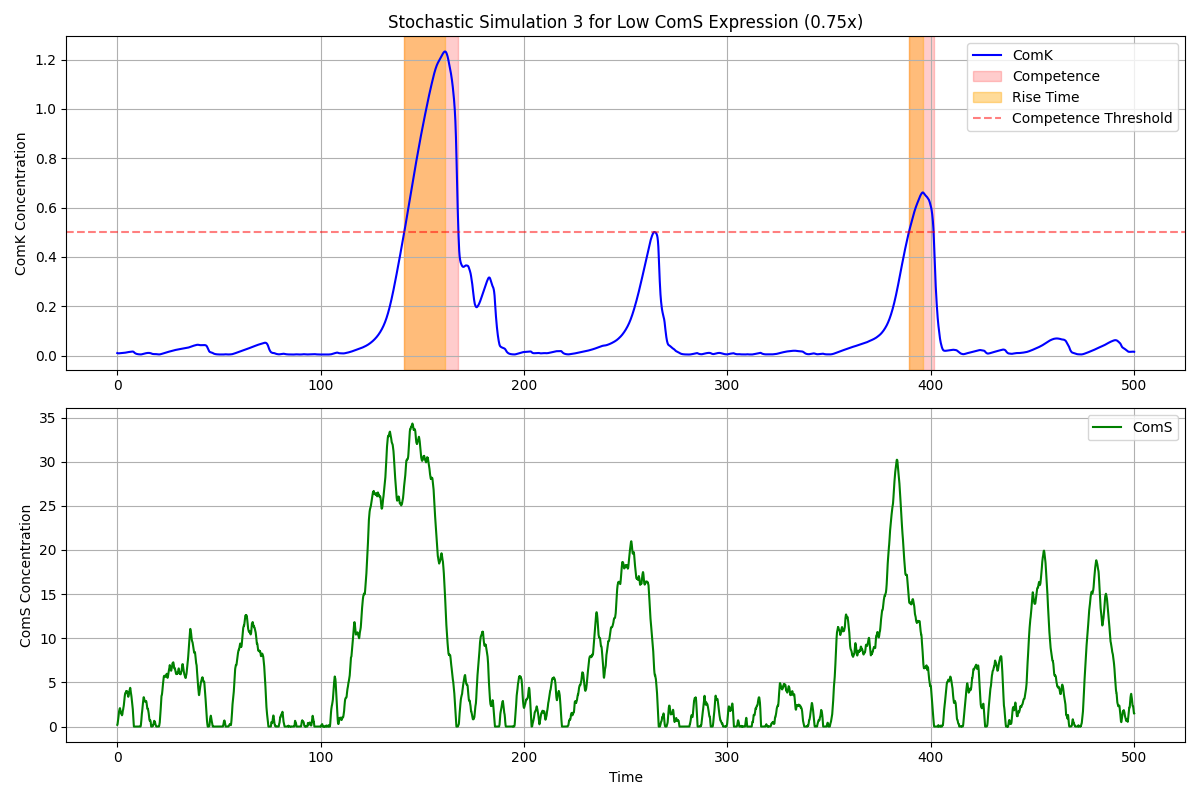 Stochastic Simulation 3 for Low ComS Expression (0.75x)
ComK Concentration
1.2
1.0
0.8
0.6
0.4
0.2
0.0
ComK
Competence
Rise Time
Competence Threshold
0 100 200 300 400 500
ComS Concentration
35
30
25
20
15
10
5
0
ComS
0 100 200 300 400 500
Time